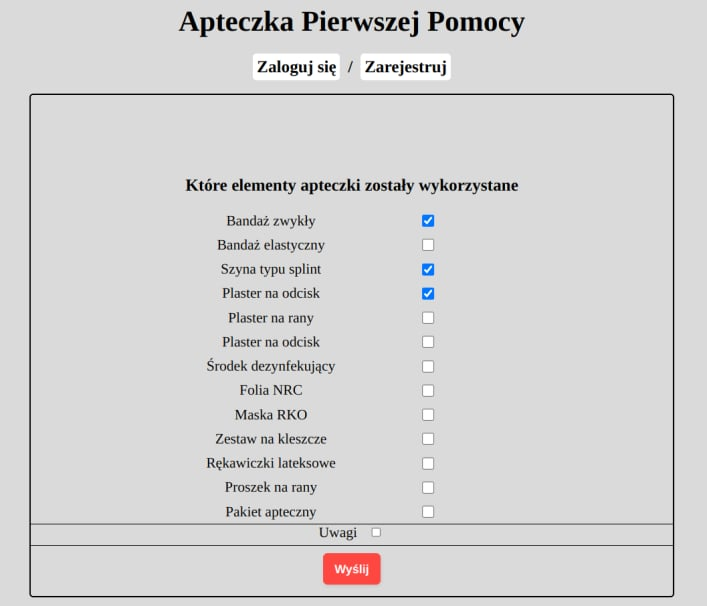 Apteczka Pierwszej Pomocy
Zaloguj się / Zarejestruj
Które elementy apteczki zostały wykorzystane
Bandaż zwykły
Bandaż elastyczny
Szyna typu splint
Plaster na odcisk
Plaster na rany
Plaster na odcisk
Środek dezynfekujący
Folia NRC
Maska RKO
Zestaw na kleszcze
Rękawiczki lateksowe
Proszek na rany
Pakiet apteczny
Uwagi
Wyślij